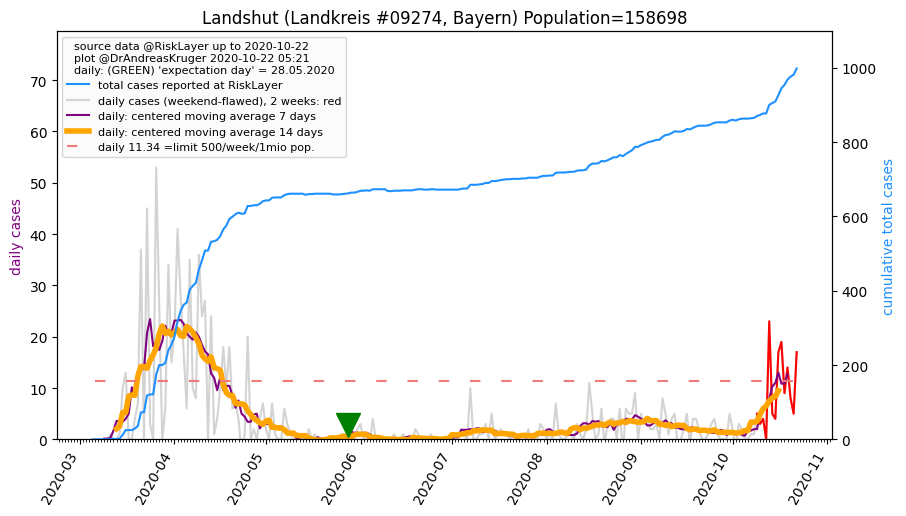 Landshut (Landkreis #09274, Bayern) Population=158698
source data @RiskLayer up to 2020-10-22
plot @DrAndreasKruger 2020-10-22 05:21
daily: (GREEN) 'expectation day' = 28.05.2020
total cases reported at RiskLayer
daily cases (weekend-flawed), 2 weeks: red
daily: centered moving average 7 days
daily: centered moving average 14 days
daily 11.34 =limit 500/week/1mio pop.
daily cases
70
60
50
40
30
20
10
0
cumulative total cases
1000
800
600
400
200
0
2020-03
2020-04
2020-05
2020-06
2020-07
2020-08
2020-09
2020-10
2020-11